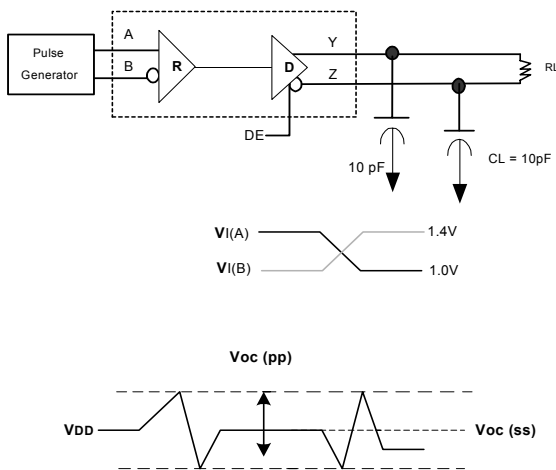 Pulse
Generator
A
B
R
D
Y
Z
RL
DE
10 pF
CL = 10pF
VI(A)
1.4V
VI(B)
1.0V
Voc (pp)
VDD
Voc (ss)